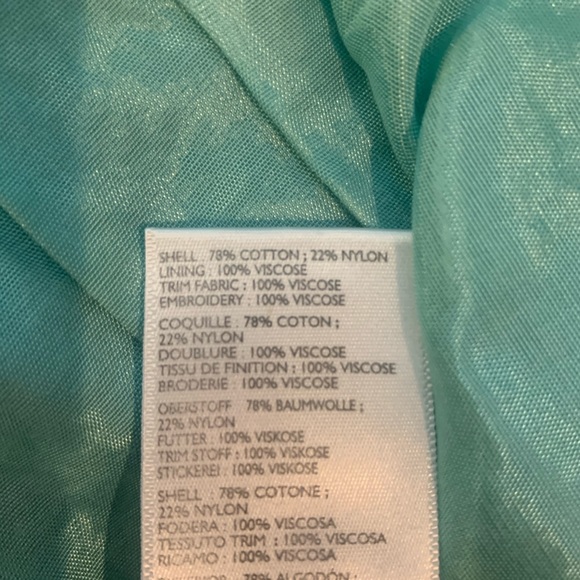 SHELL : 78% COTTON ; 22% NYLON
LINING : 100% VISCOSE
TRIM FABRIC : 100% VISCOSE
EMBROIDERY : 100% VISCOSE
COQUILLE : 78% COTON ;
22% NYLON
DOUBLURE : 100% VISCOSE
TISSU DE FINITION : 100% VISCOSE
BRODERIE : 100% VISCOSE
OBERSTOFF 78% BAUMWOLLE ;
22% NYLON
FUTTER : 100% VISKOSE
TRIM STOFF : 100% VISKOSE
STICKEREI : 100% VISKOSE
SHELL : 78% COTONE ;
22% NYLON
FODERA : 100% VISCOSA
TESSUTO TRIM : 100% VISCOSA
RICAMO : 100% VISCOSA
78% ALGODÓN ;